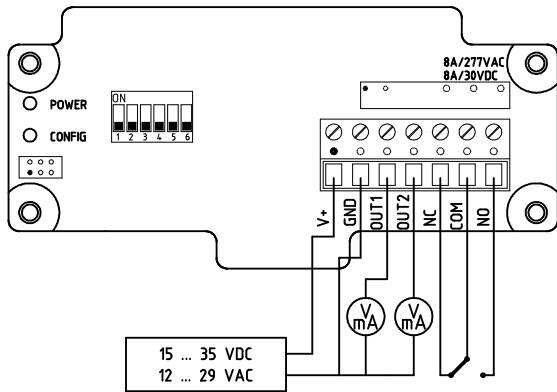 8A/277VAC
8A/30VDC
POWER
CONFIG
ON
1 2 3 4 5 6
V+
GND
OUT1
OUT2
NC
COM
NO
V
mA
V
mA
15 ... 35 VDC
12 ... 29 VAC